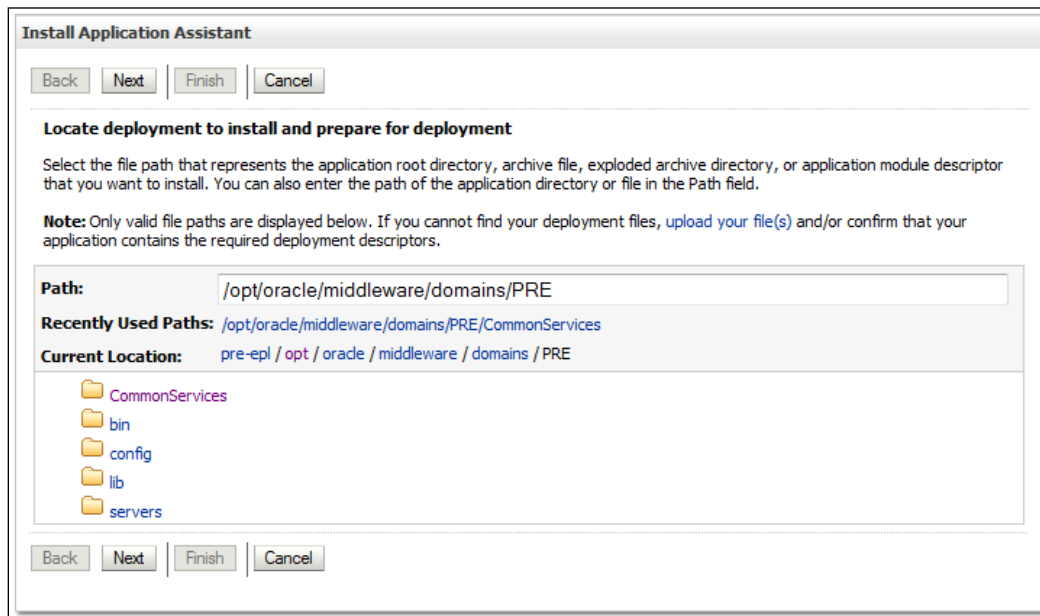 Install Application Assistant
Back Next Finish Cancel
Locate deployment to install and prepare for deployment
Select the file path that represents the application root directory, archive file, exploded archive directory, or application module descriptor
that you want to install. You can also enter the path of the application directory or file in the Path field.
Note: Only valid file paths are displayed below. If you cannot find your deployment files, upload your file(s) and/or confirm that your
application contains the required deployment descriptors.
Path: /opt/oracle/middleware/domains/PRE
Recently Used Paths: /opt/oracle/middleware/domains/PRE/CommonServices
Current Location: pre-epl / opt / oracle / middleware / domains / PRE
CommonServices
bin
config
lib
servers
Back Next Finish Cancel